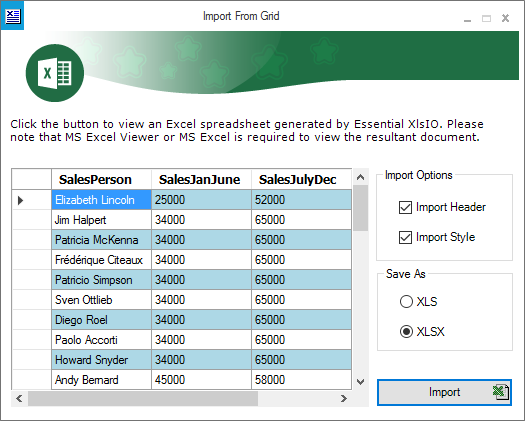 Import From Grid
Click the button to view an Excel spreadsheet generated by Essential XlsIO. Please
note that MS Excel Viewer or MS Excel is required to view the resultant document.
SalesPerson SalesJanJune SalesJulyDec
Elizabeth Lincoln 25000 52000
Jim Halpert 34000 65000
Patricia McKenna 34000 65000
Frédérique Citeaux 34000 65000
Patricio Simpson 34000 65000
Sven Ottlieb 34000 65000
Diego Roel 34000 65000
Paolo Accorti 34000 65000
Howard Snyder 34000 65000
Andy Bernard 45000 58000
Import Options
Import Header
Import Style
Save As
XLS
XLSX
Import